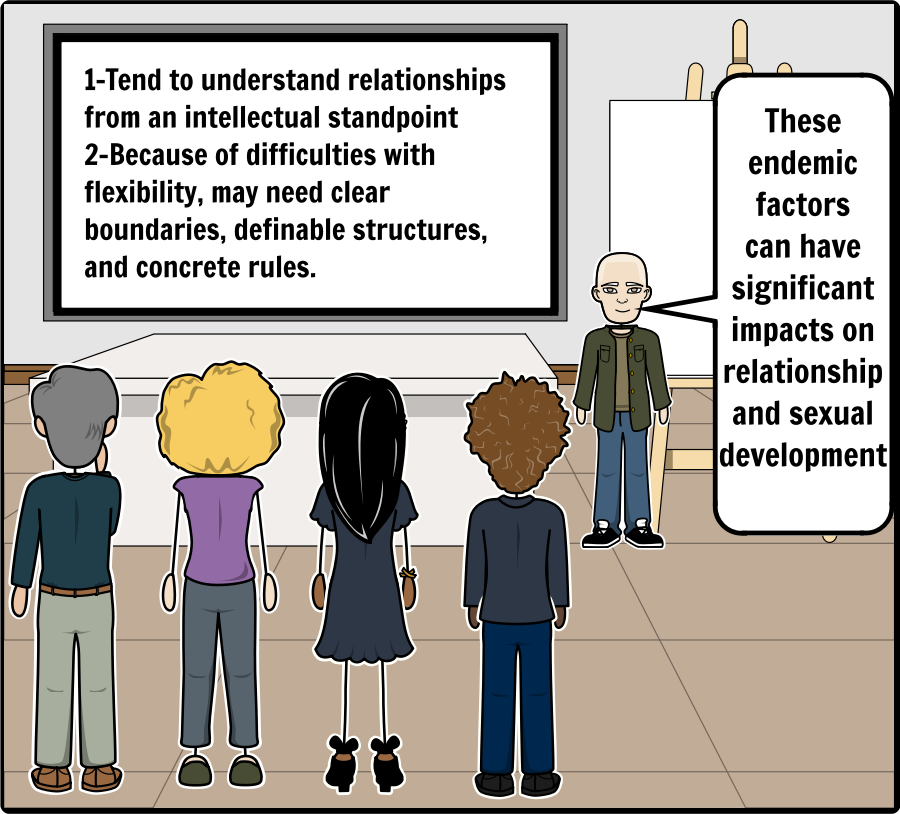 1-Tend to understand relationships
from an intellectual standpoint
2-Because of difficulties with
flexibility, may need clear
boundaries, definable structures,
and concrete rules.
These
endemic
factors
can have
significant
impacts on
relationship
and sexual
development